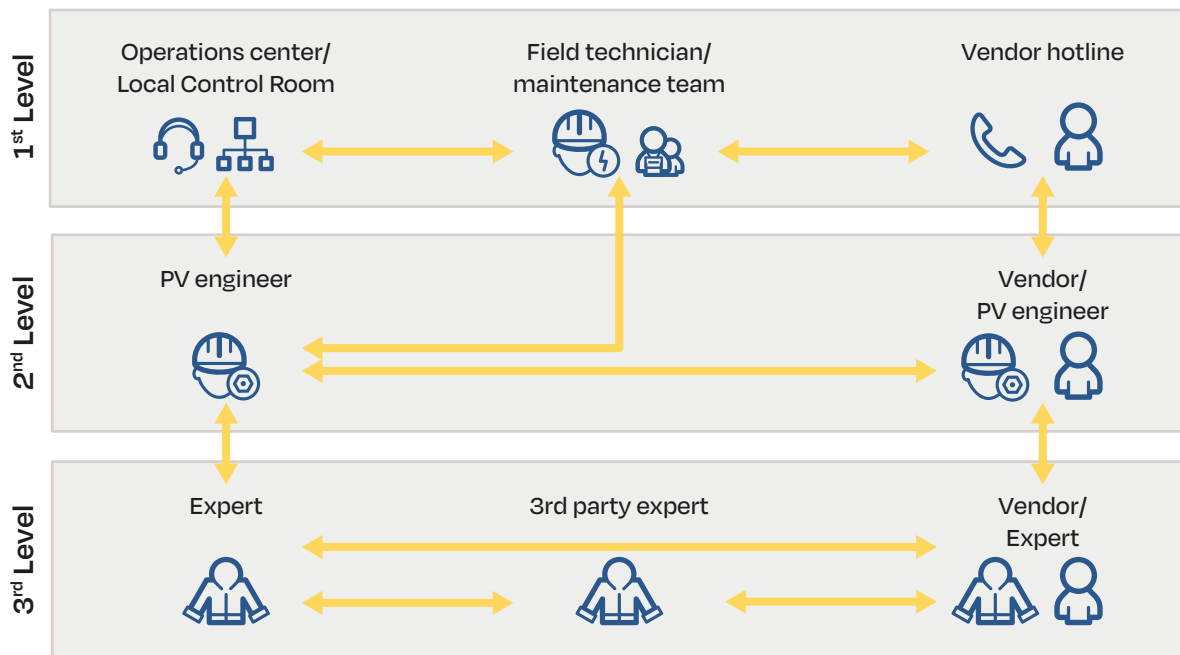 1st Level
Operations center/
Local Control Room
Field technician/
maintenance team
Vendor hotline
2nd Level
PV engineer
Vendor/
PV engineer
3rd Level
Expert
3rd party expert
Vendor/
Expert